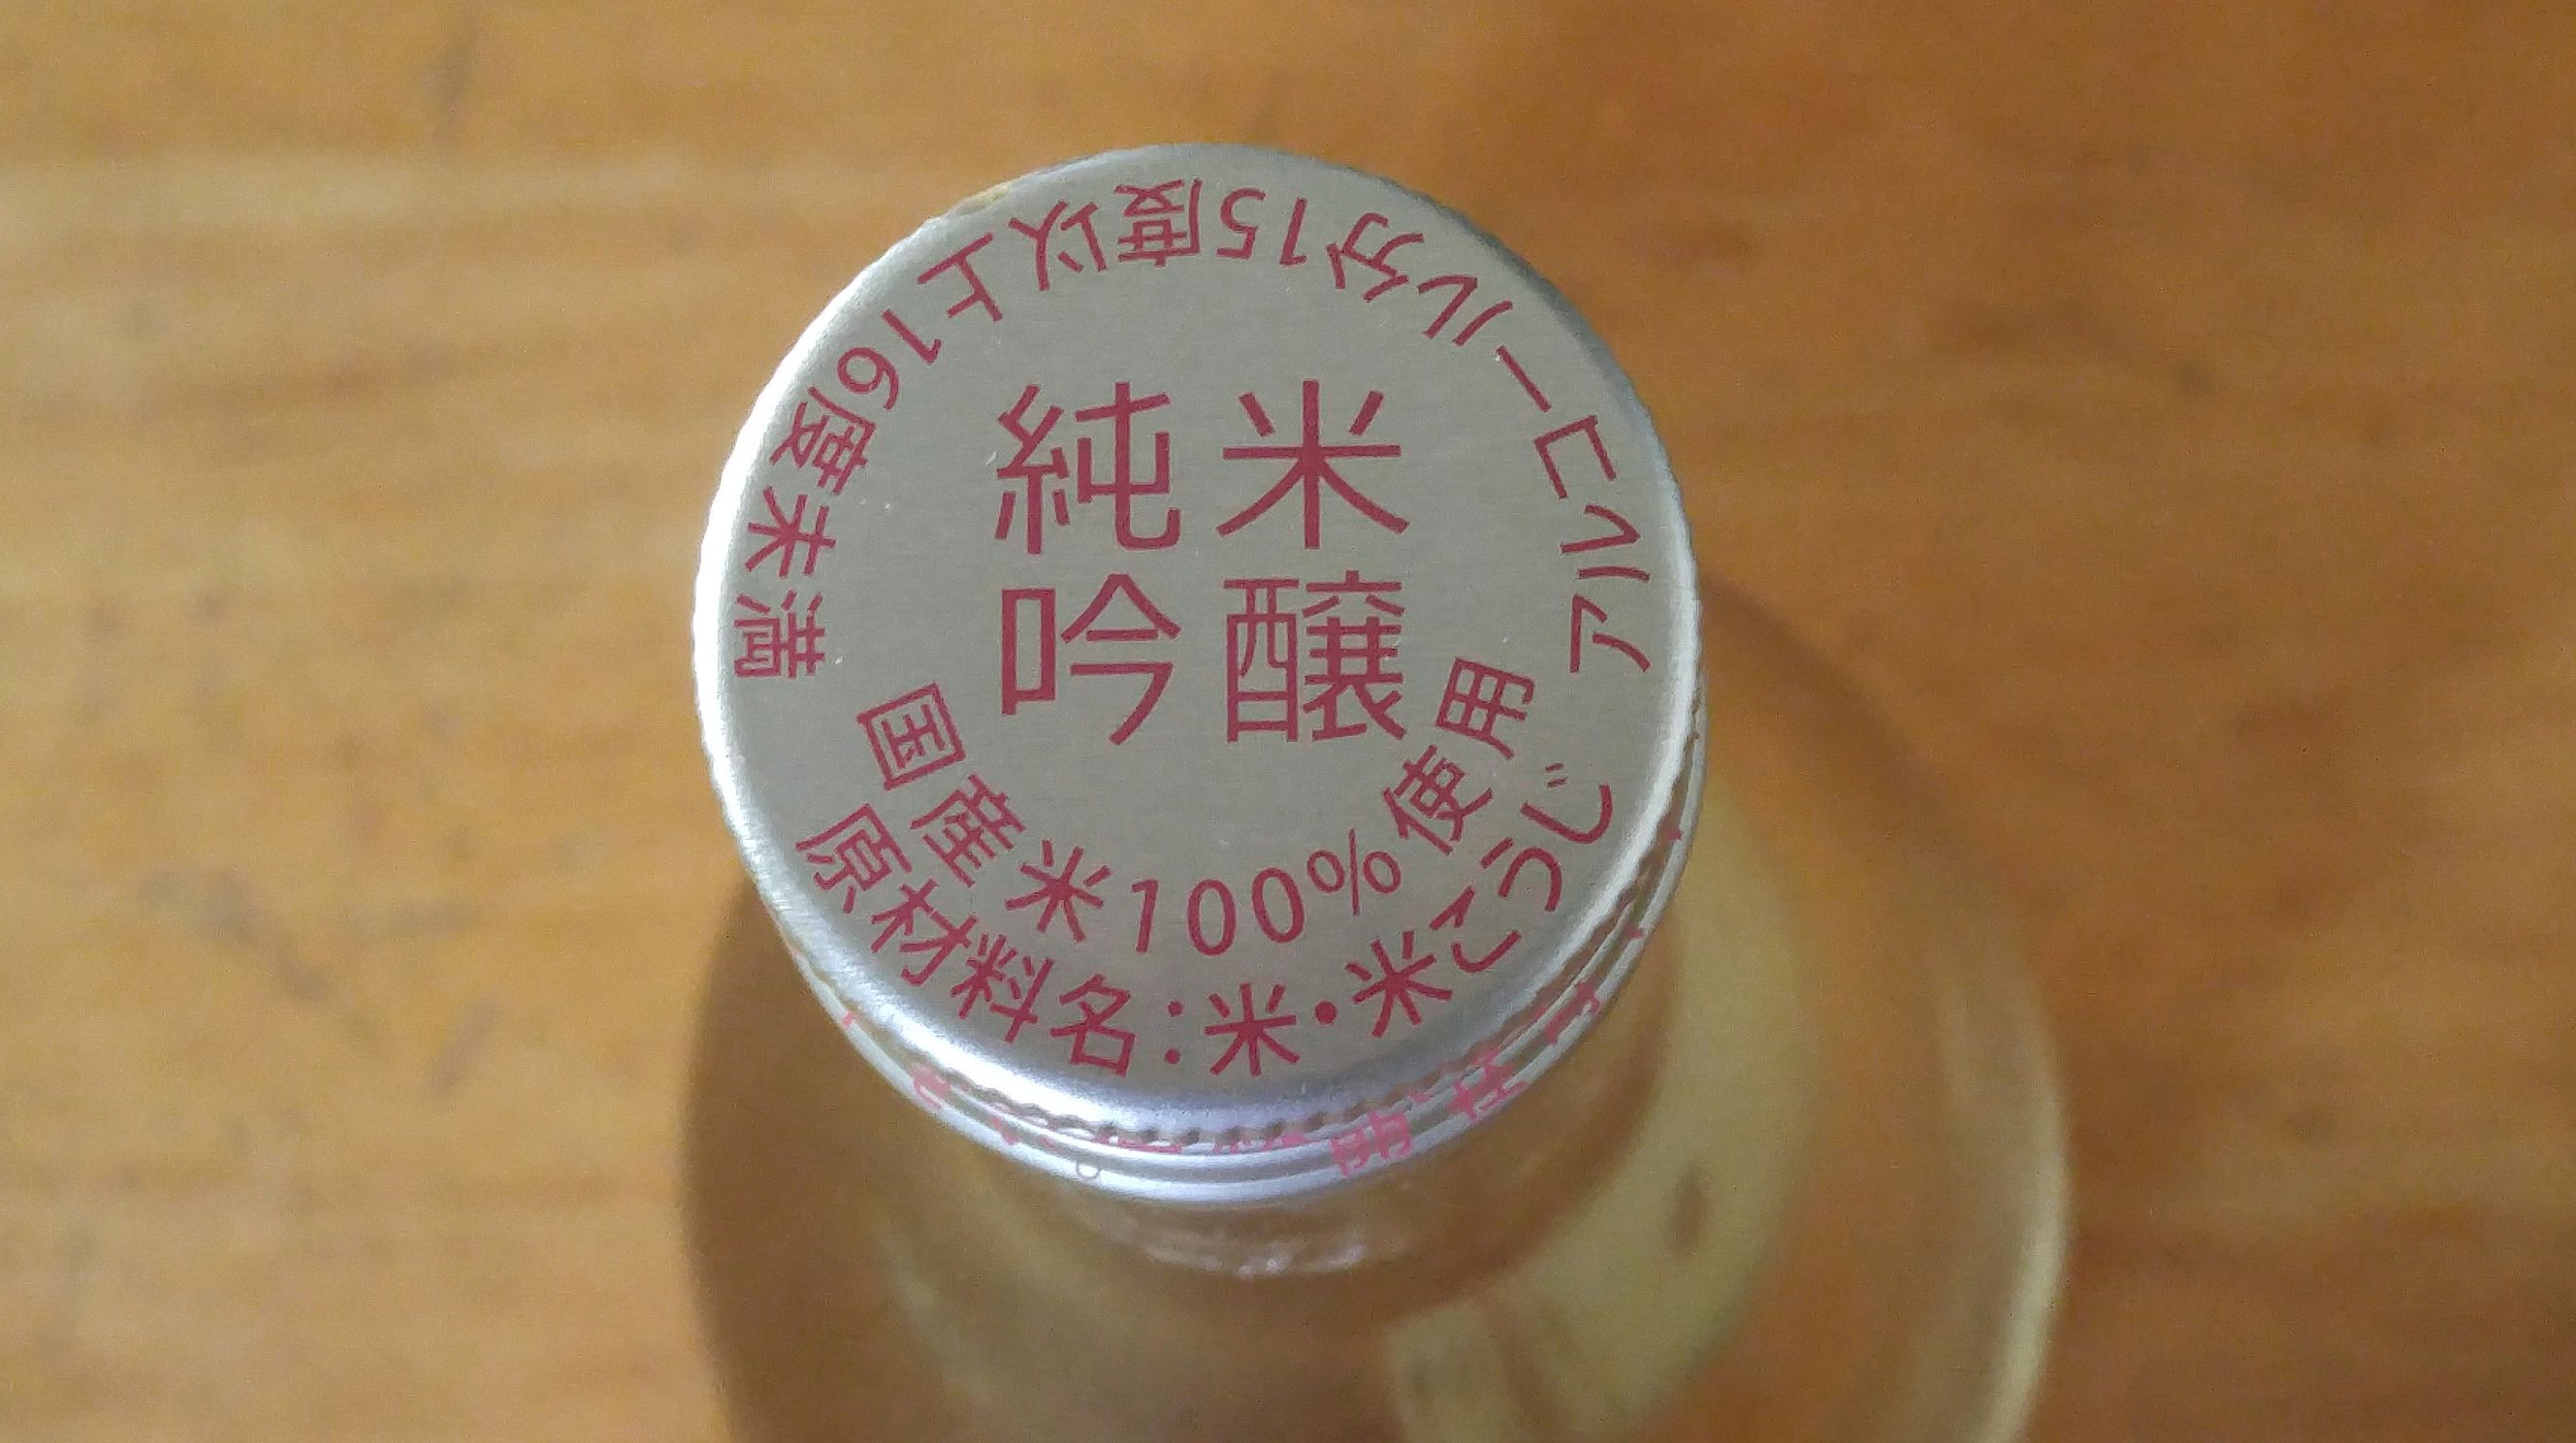 純米
吟醸
国産米100%使用
原材料名：米・米こうじ
アルコール分15度以上16度未満